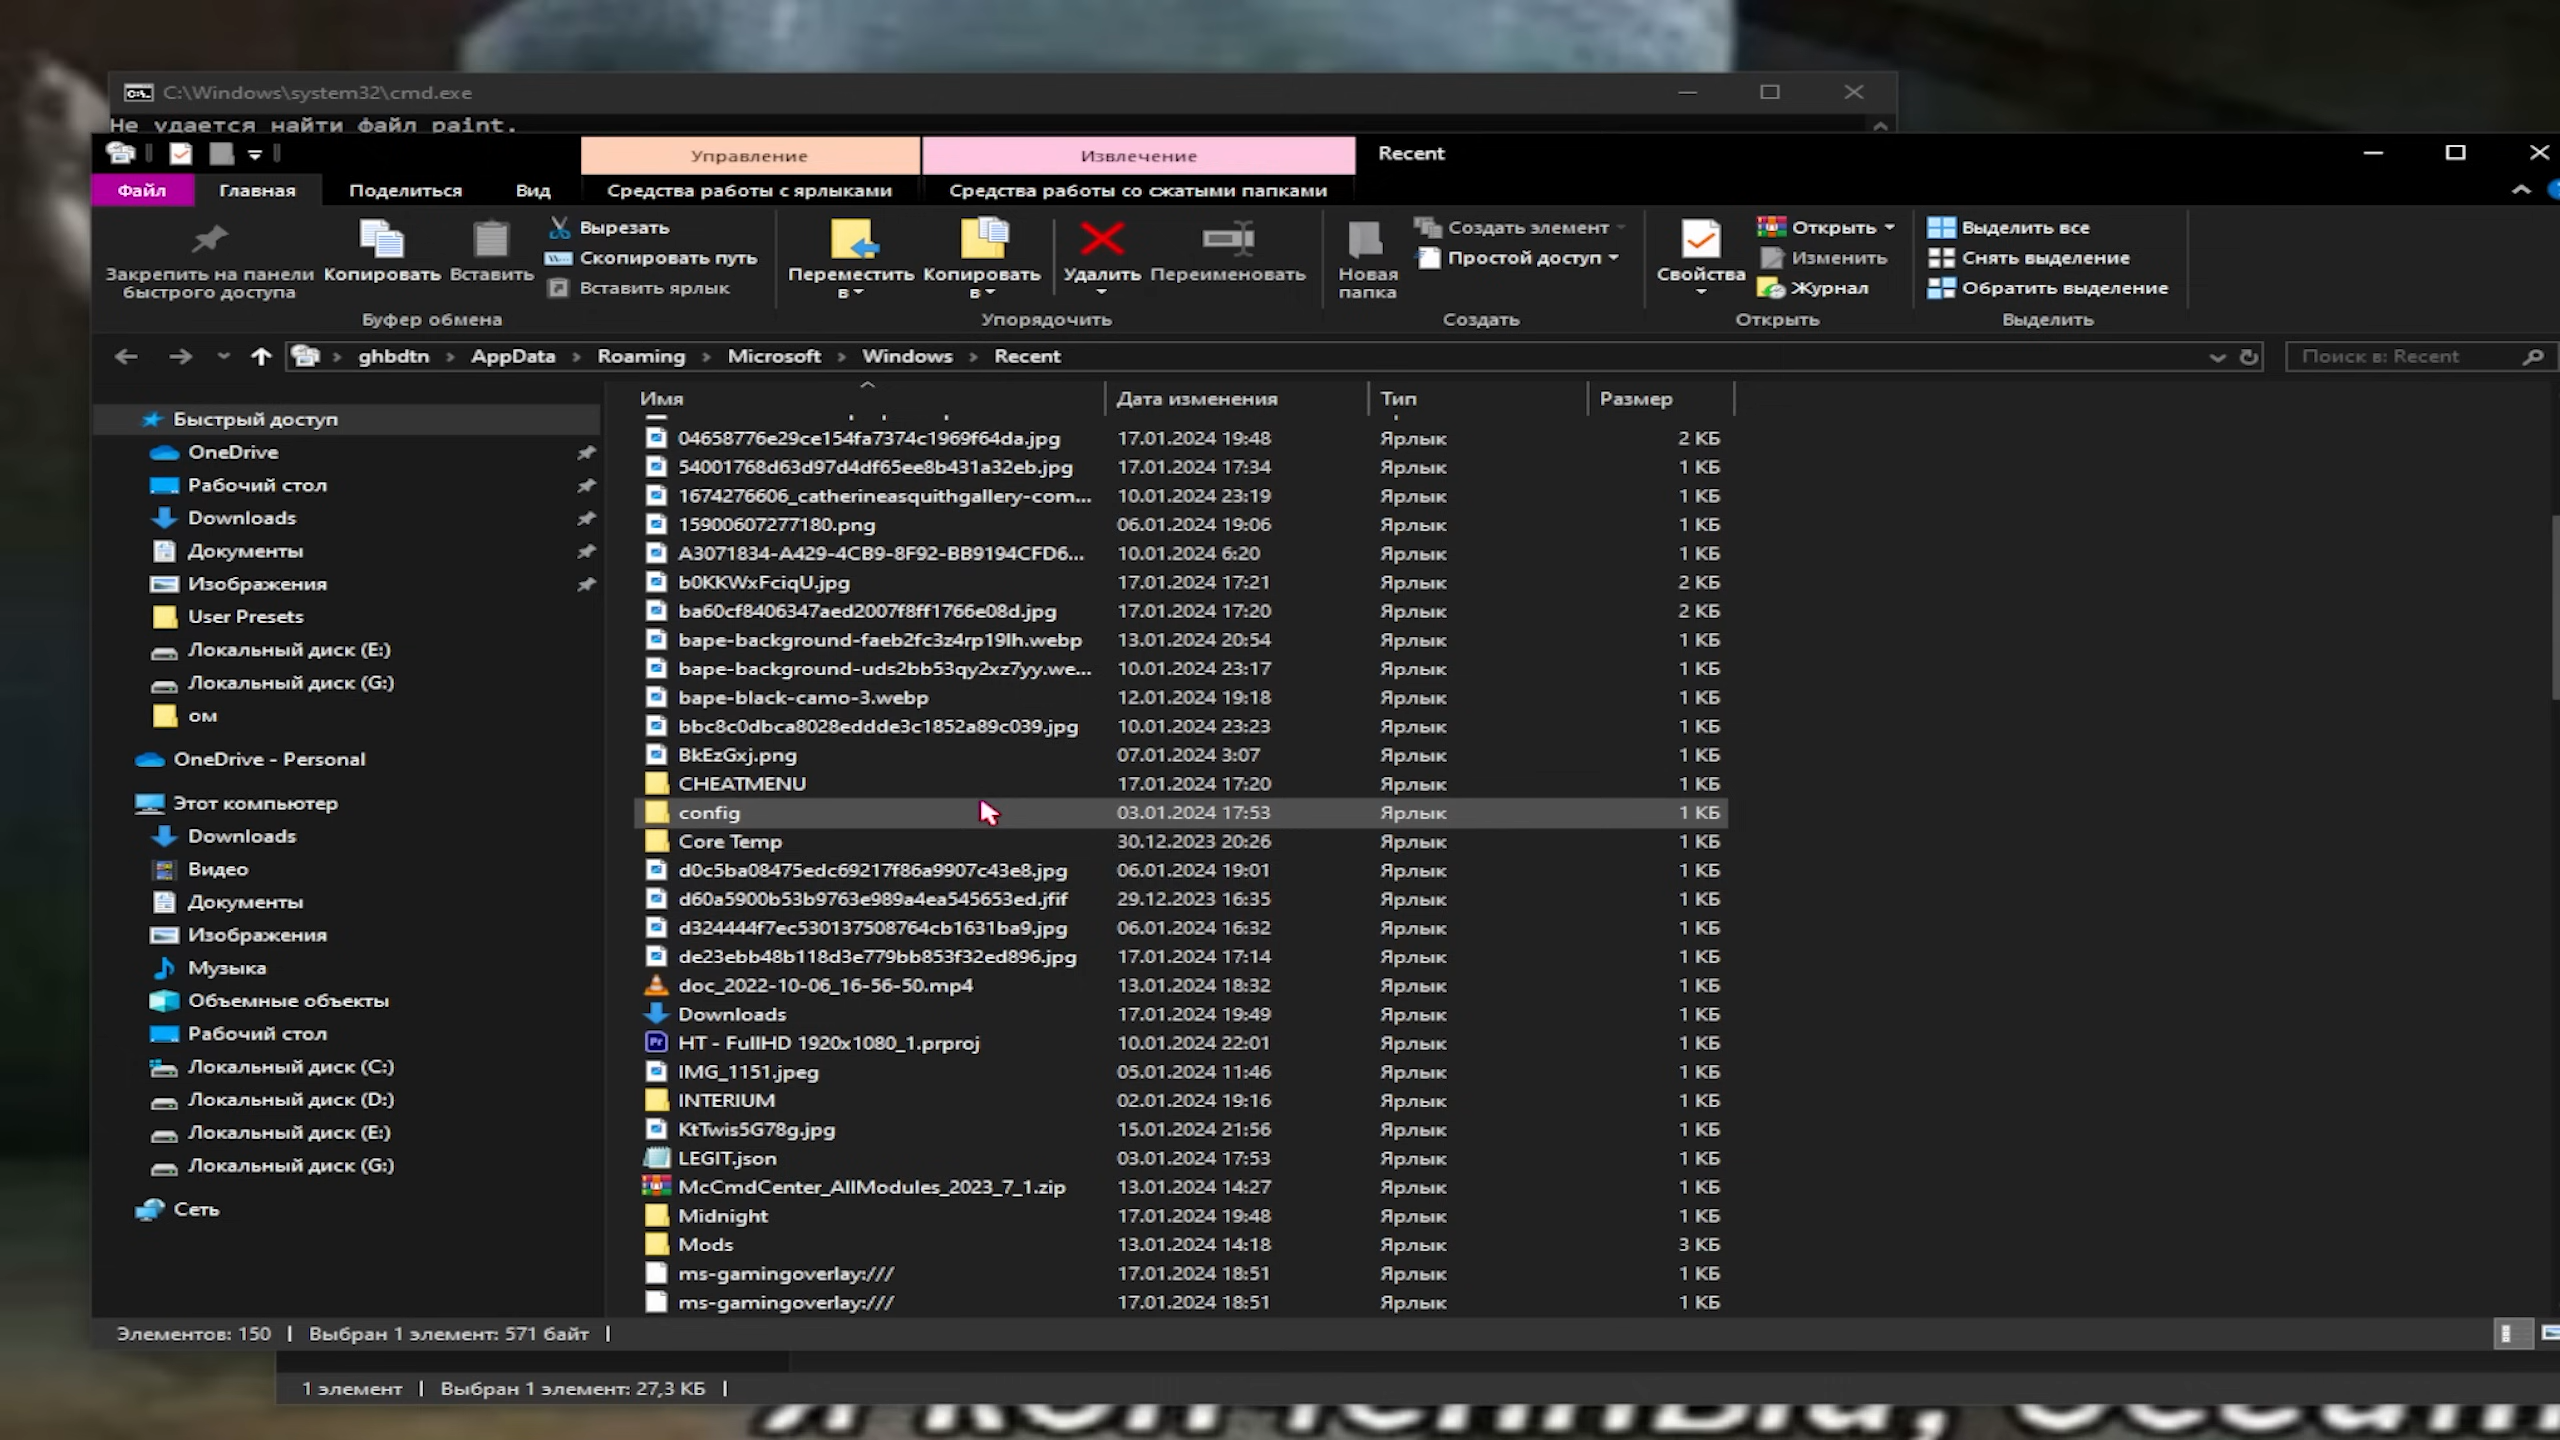 C:\Windows\system32\cmd.exe
Не удается найти файл paint.
Управление Извлечение Recent
Файл Главная Поделиться Вид Средства работы с ярлыками Средства работы со сжатыми папками
Закрепить на панели быстрого доступа
Копировать
Вставить
Вырезать
Скопировать путь
Вставить ярлык
Буфер обмена
Переместить в
Копировать в
Удалить
Переименовать
Упорядочить
Новая папка
Создать элемент
Простой доступ
Создать
Свойства
Открыть
Изменить
Журнал
Открыть
Выделить все
Снять выделение
Обратить выделение
Выделить
ghbdtn > AppData > Roaming > Microsoft > Windows > Recent
Поиск в: Recent
Быстрый доступ
OneDrive
Рабочий стол
Downloads
Документы
Изображения
User Presets
Локальный диск (E:)
Локальный диск (G:)
ом
OneDrive - Personal
Этот компьютер
Downloads
Видео
Документы
Изображения
Музыка
Объемные объекты
Рабочий стол
Локальный диск (C:)
Локальный диск (D:)
Локальный диск (E:)
Локальный диск (G:)
Сеть
Имя Дата изменения Тип Размер
04658776e29ce154fa7374c1969f64da.jpg 17.01.2024 19:48 Ярлык 2 КБ
54001768d63d97d4df65ee8b431a32eb.jpg 17.01.2024 17:34 Ярлык 1 КБ
1674276606_catherineasquithgallery-com... 10.01.2024 23:19 Ярлык 1 КБ
15900607277180.png 06.01.2024 19:06 Ярлык 1 КБ
A3071834-A429-4CB9-8F92-BB9194CFD6... 10.01.2024 6:20 Ярлык 1 КБ
b0KKWxFciqU.jpg 17.01.2024 17:21 Ярлык 2 КБ
ba60cf8406347aed2007f8ff1766e08d.jpg 17.01.2024 17:20 Ярлык 2 КБ
bape-background-faeb2fc3z4rp19lh.webp 13.01.2024 20:54 Ярлык 1 КБ
bape-background-uds2bb53qy2xz7yy.we... 10.01.2024 23:17 Ярлык 1 КБ
bape-black-camo-3.webp 12.01.2024 19:18 Ярлык 1 КБ
bbc8c0dbca8028eddde3c1852a89c039.jpg 10.01.2024 23:23 Ярлык 1 КБ
BkEzGxj.png 07.01.2024 3:07 Ярлык 1 КБ
CHEATMENU 17.01.2024 17:20 Ярлык 1 КБ
config 03.01.2024 17:53 Ярлык 1 КБ
Core Temp 30.12.2023 20:26 Ярлык 1 КБ
d0c5ba08475edc69217f86a9907c43e8.jpg 06.01.2024 19:01 Ярлык 1 КБ
d60a5900b53b9763e989a4ea545653ed.jfif 29.12.2023 16:35 Ярлык 1 КБ
d324444f7ec530137508764cb1631ba9.jpg 06.01.2024 16:32 Ярлык 1 КБ
de23ebb48b118d3e779bb853f32ed896.jpg 17.01.2024 17:14 Ярлык 1 КБ
doc_2022-10-06_16-56-50.mp4 13.01.2024 18:32 Ярлык 1 КБ
Downloads 17.01.2024 19:49 Ярлык 1 КБ
HT - FullHD 1920x1080_1.prproj 10.01.2024 22:01 Ярлык 1 КБ
IMG_1151.jpeg 05.01.2024 11:46 Ярлык 1 КБ
INTERIUM 02.01.2024 19:16 Ярлык 1 КБ
KtTwis5G78g.jpg 15.01.2024 21:56 Ярлык 1 КБ
LEGIT.json 03.01.2024 17:53 Ярлык 1 КБ
McCmdCenter_AllModules_2023_7_1.zip 13.01.2024 14:27 Ярлык 1 КБ
Midnight 17.01.2024 19:48 Ярлык 1 КБ
Mods 13.01.2024 14:18 Ярлык 3 КБ
ms-gamingoverlay:/// 17.01.2024 18:51 Ярлык 1 КБ
ms-gamingoverlay:/// 17.01.2024 18:51 Ярлык 1 КБ
Элементов: 150 | Выбран 1 элемент: 571 байт |
1 элемент | Выбран 1 элемент: 27,3 КБ |